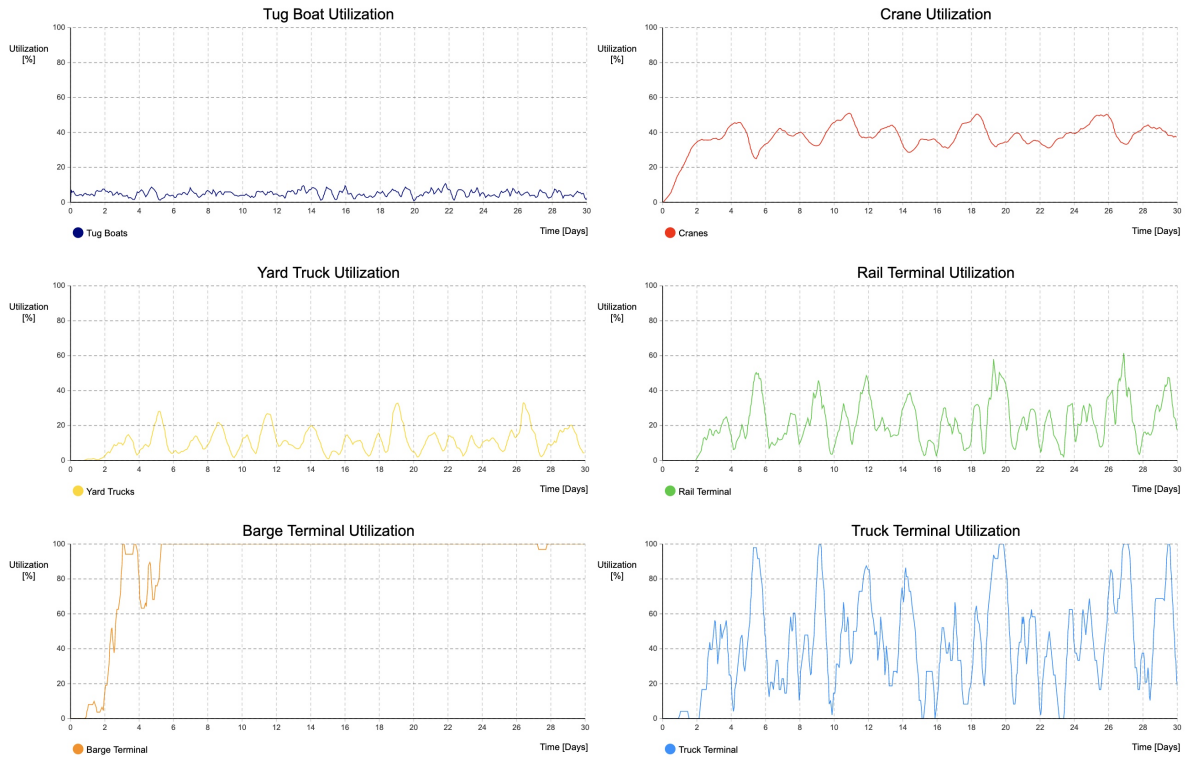 Tug Boat Utilization
Utilization
[%]
100
80
60
40
20
0
0 2 4 6 8 10 12 14 16 18 20 22 24 26 28 30
Time [Days]
Tug Boats
Crane Utilization
Utilization
[%]
100
80
60
40
20
0
0 2 4 6 8 10 12 14 16 18 20 22 24 26 28 30
Time [Days]
Cranes
Yard Truck Utilization
Utilization
[%]
100
80
60
40
20
0
0 2 4 6 8 10 12 14 16 18 20 22 24 26 28 30
Time [Days]
Yard Trucks
Rail Terminal Utilization
Utilization
[%]
100
80
60
40
20
0
0 2 4 6 8 10 12 14 16 18 20 22 24 26 28 30
Time [Days]
Rail Terminal
Barge Terminal Utilization
Utilization
[%]
100
80
60
40
20
0
0 2 4 6 8 10 12 14 16 18 20 22 24 26 28 30
Time [Days]
Barge Terminal
Truck Terminal Utilization
Utilization
[%]
100
80
60
40
20
0
0 2 4 6 8 10 12 14 16 18 20 22 24 26 28 30
Time [Days]
Truck Terminal